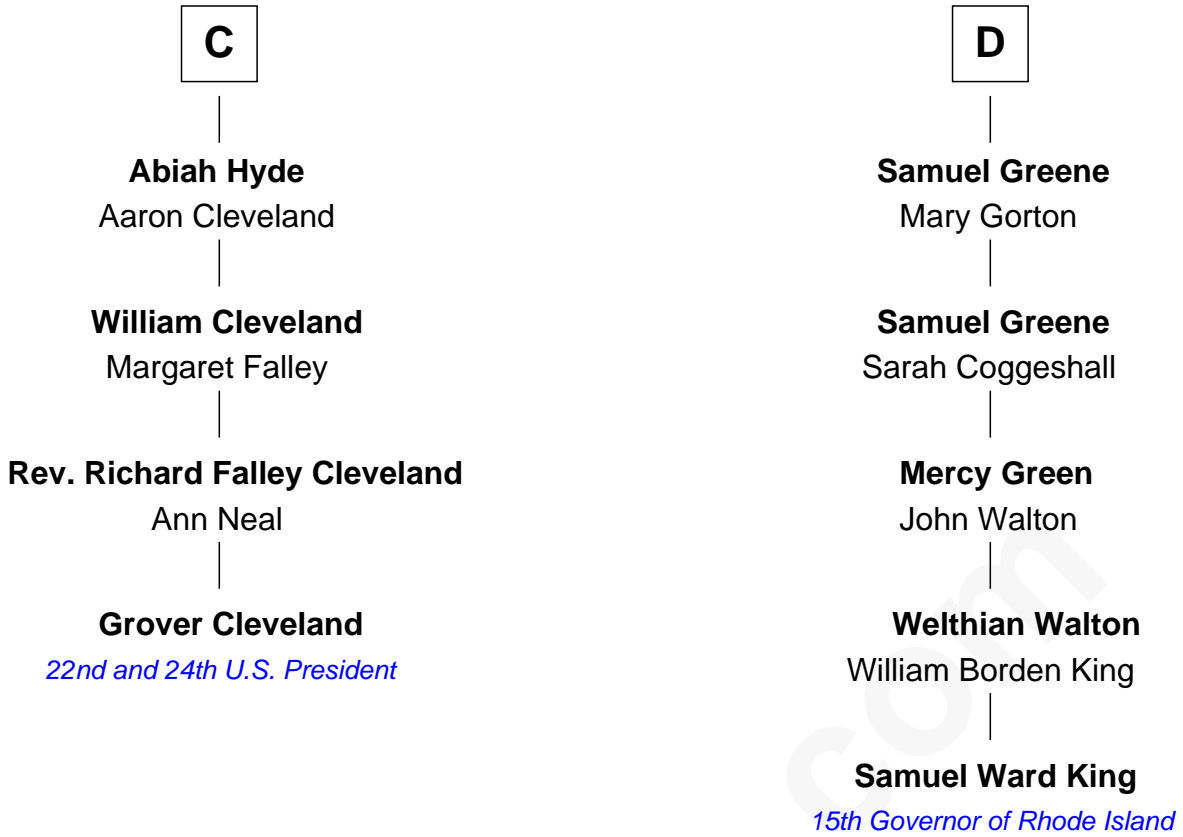 C
Abiah Hyde
Aaron Cleveland
William Cleveland
Margaret Falley
Rev. Richard Falley Cleveland
Ann Neal
Grover Cleveland
22nd and 24th U.S. President
D
Samuel Greene
Mary Gorton
Samuel Greene
Sarah Coggeshall
Mercy Green
John Walton
Welthian Walton
William Borden King
Samuel Ward King
15th Governor of Rhode Island
com